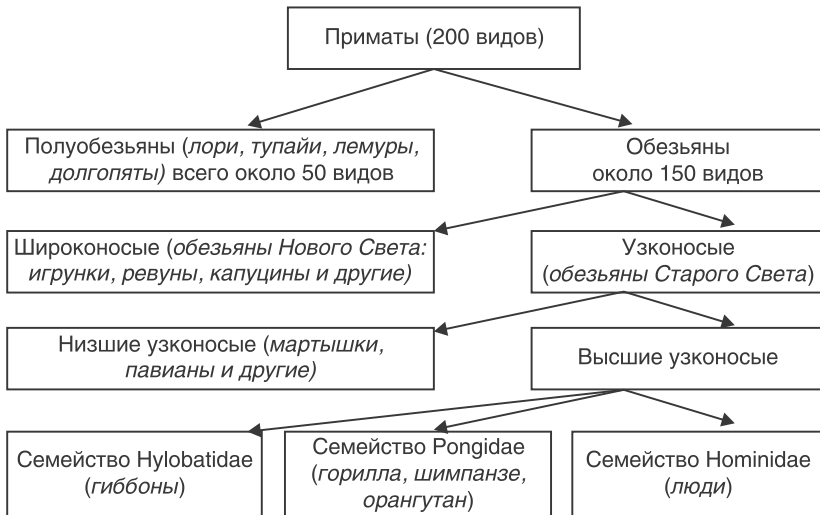 Приматы (200 видов)
Полуобезьяны (лори, тупайи, лемуры,
долгопяты) всего около 50 видов
Обезьяны
около 150 видов
Широконосые (обезьяны Нового Света:
игрунки, ревуны, капуцины и другие)
Узконосые
(обезьяны Старого Света)
Низшие узконосые (мартышки,
павианы и другие)
Высшие узконосые
Семейство Hylobatidae
(гиббоны)
Семейство Pongidae
(горилла, шимпанзе,
орангутан)
Семейство Hominidae
(люди)